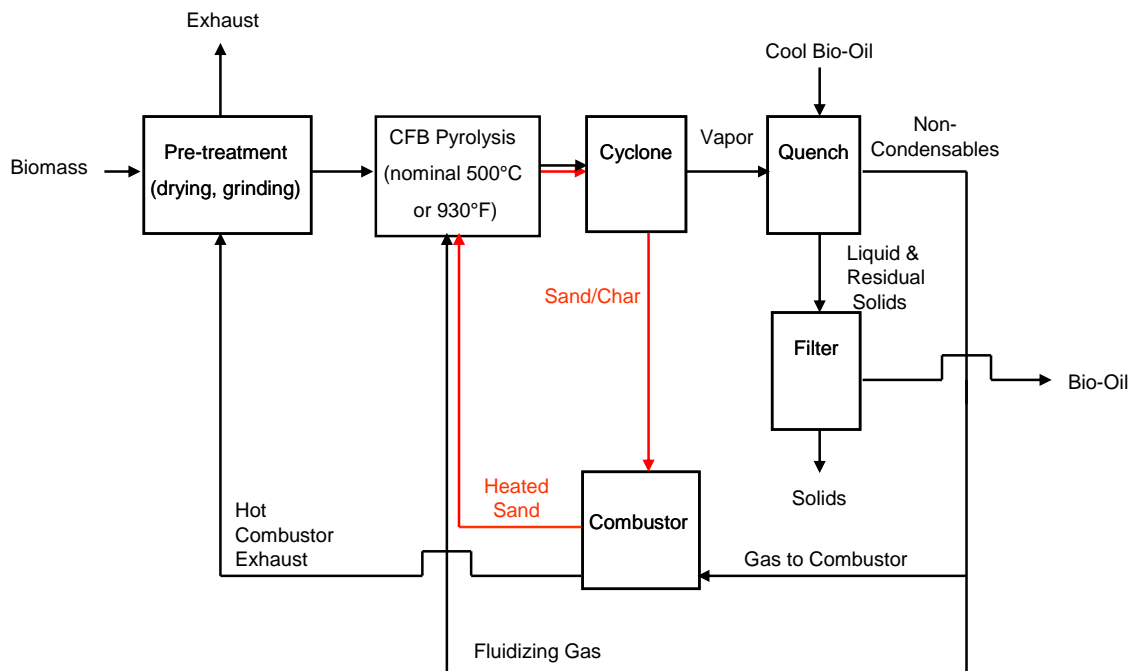 Exhaust
Cool Bio-Oil
Biomass
Pre-treatment
(drying, grinding)
CFB Pyrolysis
(nominal 500°C
or 930°F)
Cyclone
Vapor
Quench
Non-
Condensables
Sand/Char
Liquid &
Residual
Solids
Filter
Bio-Oil
Solids
Heated
Sand
Combustor
Hot
Combustor
Exhaust
Gas to Combustor
Fluidizing Gas